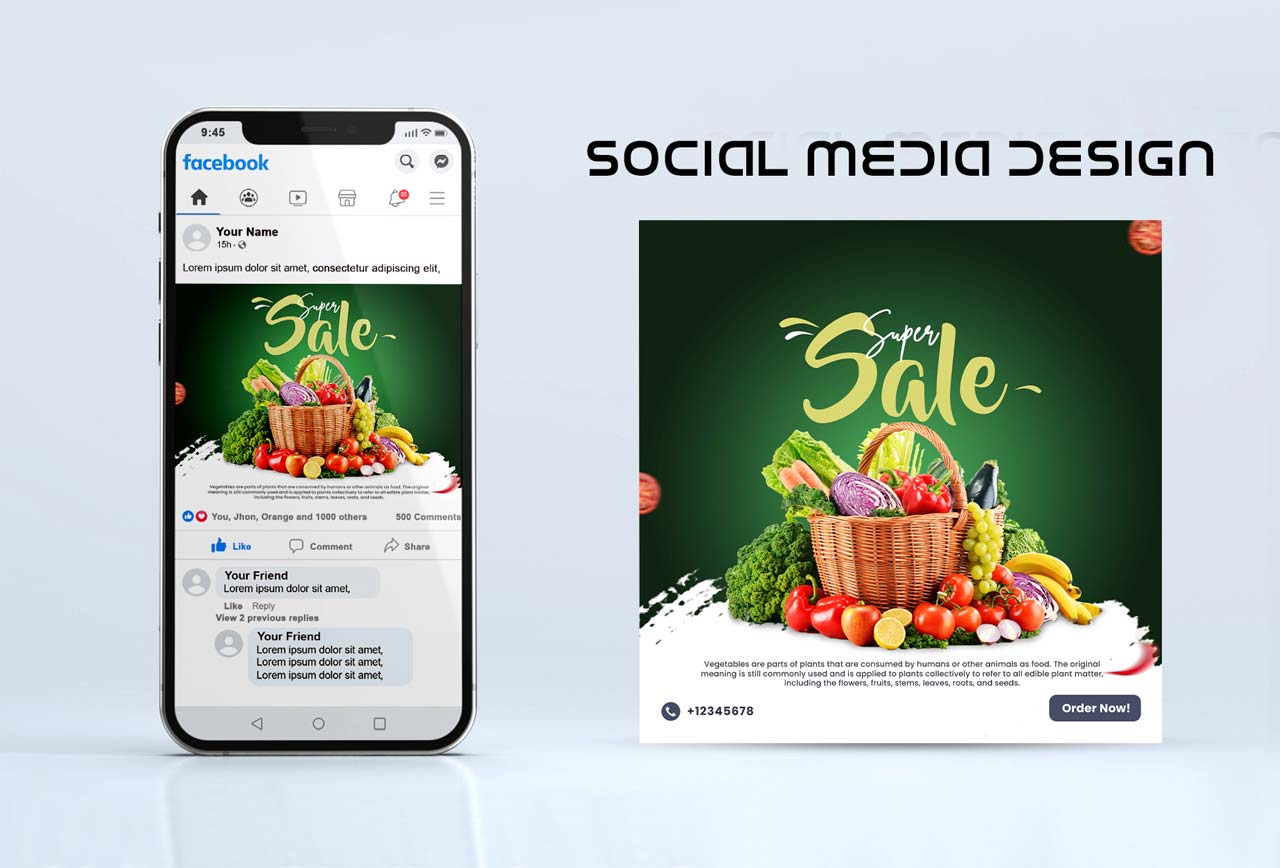 9:45
facebook
22
Your Name
15h ·
Lorem ipsum dolor sit amet, consectetur adipiscing elit,
Super
Sale
Vegetables are parts of plants that are consumed by humans or other animals as food. The original
meaning is still commonly used and is applied to plants collectively to refer to all edible plant matter,
including the flowers, fruits, stems, leaves, roots, and seeds.
You, Jhon, Orange and 1000 others 500 Comments
Like Comment Share
Your Friend
Lorem ipsum dolor sit amet,
Like Reply
View 2 previous replies
Your Friend
Lorem ipsum dolor sit amet,
Lorem ipsum dolor sit amet,
Lorem ipsum dolor sit amet,
SOCIAL MEDIA DESIGN
Super
Sale
Vegetables are parts of plants that are consumed by humans or other animals as food. The original
meaning is still commonly used and is applied to plants collectively to refer to all edible plant matter,
including the flowers, fruits, stems, leaves, roots, and seeds.
+12345678
Order Now!